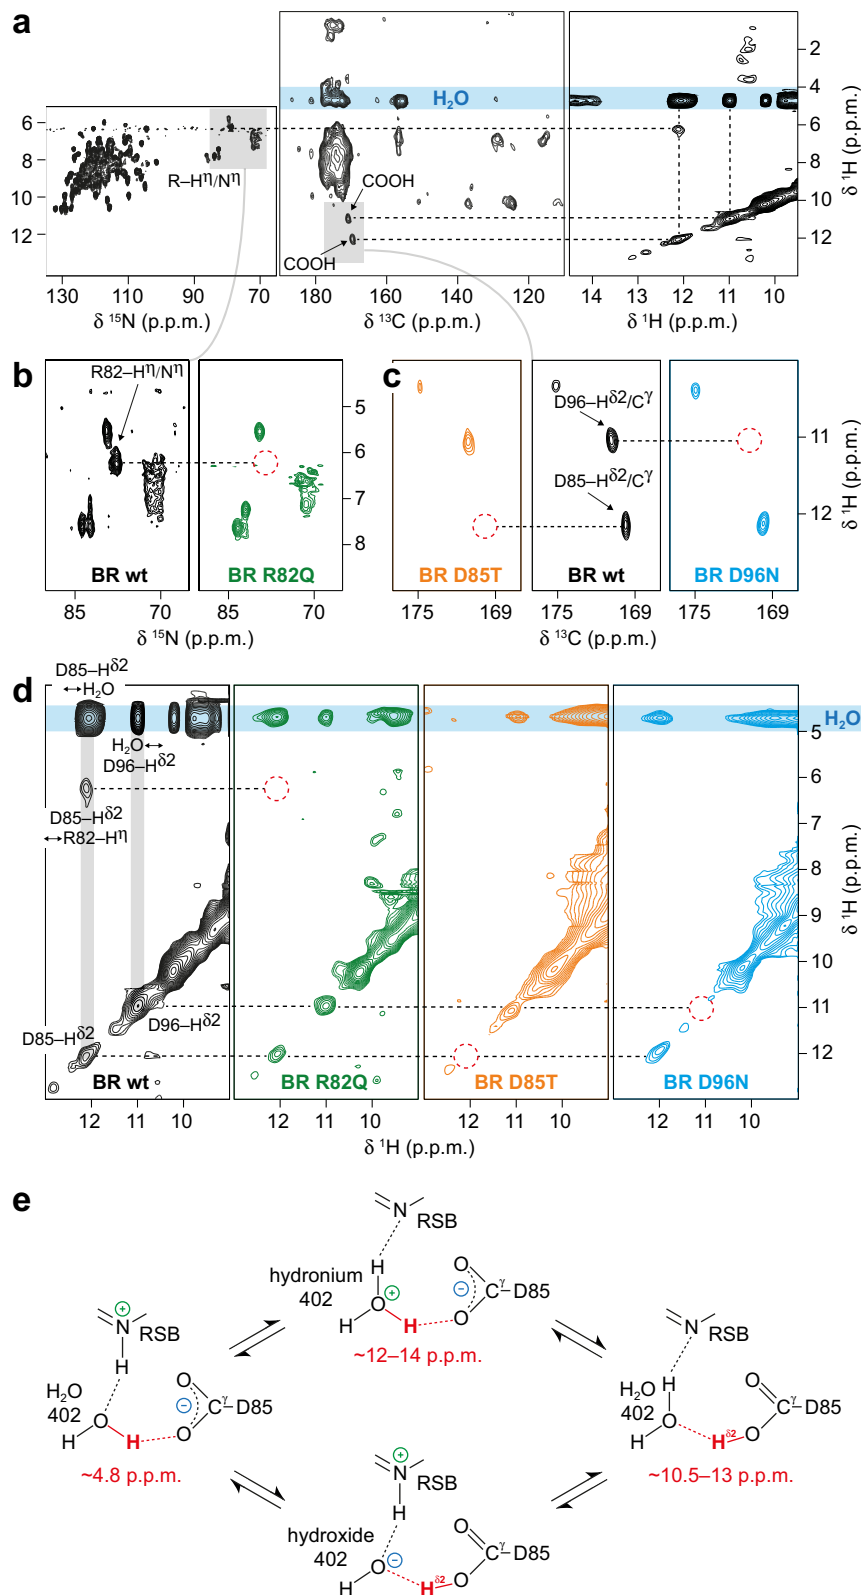 a
H₂O
R–Hη/Nη
COOH
COOH
6
8
10
12
2
4
6
8
10
12
130 110 90 70
180 160 140 120
14 13 12 11 10
δ ¹⁵N (p.p.m.)
δ ¹³C (p.p.m.)
δ ¹H (p.p.m.)
δ ¹H (p.p.m.)
b
R82–Hη/Nη
BR wt
BR R82Q
5
6
7
8
85 70
85 70
δ ¹⁵N (p.p.m.)
c
D96–Hδ2/Cγ
D85–Hδ2/Cγ
BR D85T
BR wt
BR D96N
11
12
δ ¹H (p.p.m.)
175 169
175 169
175 169
δ ¹³C (p.p.m.)
d
D85–Hδ2
↔H₂O
H₂O↔
D96–Hδ2
D85–Hδ2
↔R82–Hη
D96–Hδ2
D85–Hδ2
H₂O
BR wt
BR R82Q
BR D85T
BR D96N
5
6
7
8
9
10
11
12
δ ¹H (p.p.m.)
12 11 10
12 11 10
12 11 10
12 11 10
δ ¹H (p.p.m.)
e
N
RSB
H
hydronium
402
O
H
H
O
O
Cγ
D85
~12–14 p.p.m.
N
RSB
H
H₂O
402
O
H
H
O
O
Cγ
D85
~4.8 p.p.m.
N
RSB
H
H₂O
402
O
H
Hδ2
O
O
Cγ
D85
~10.5–13 p.p.m.
N
RSB
H
hydroxide
402
O
H
Hδ2
O
O
Cγ
D85